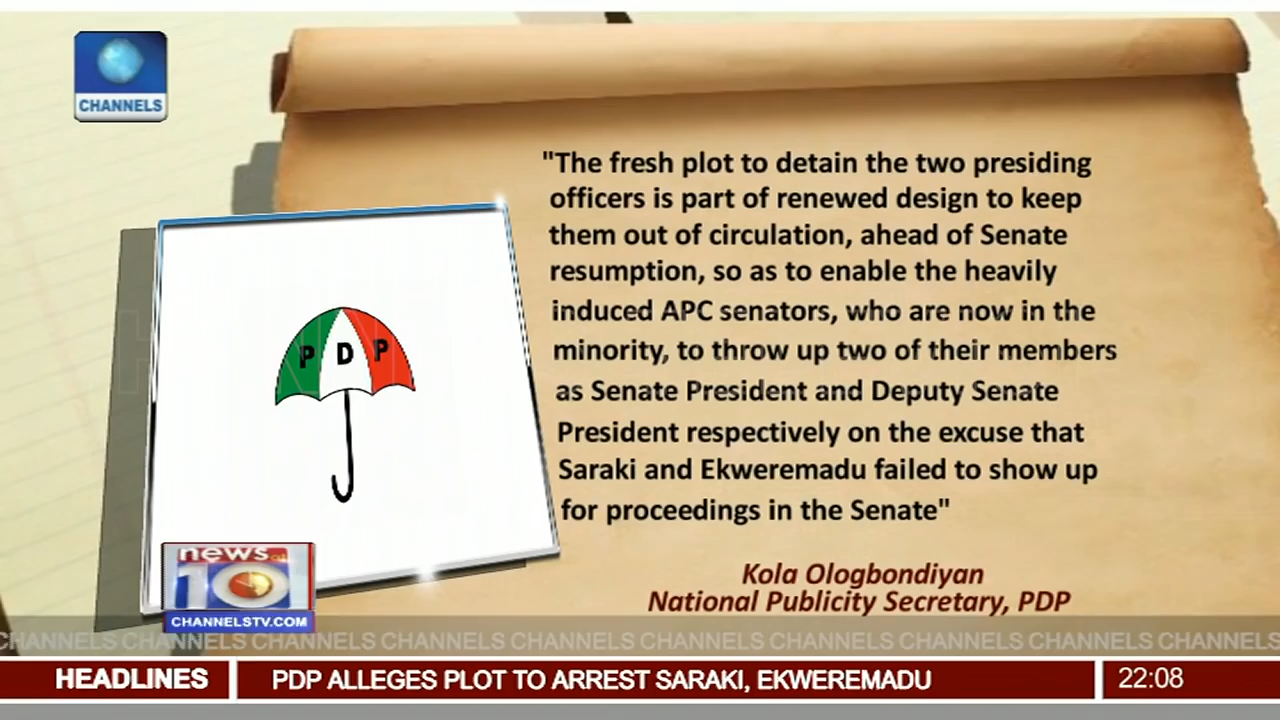 CHANNELS
"The fresh plot to detain the two presiding
officers is part of renewed design to keep
them out of circulation, ahead of Senate
resumption, so as to enable the heavily
induced APC senators, who are now in the
minority, to throw up two of their members
as Senate President and Deputy Senate
President respectively on the excuse that
Saraki and Ekweremadu failed to show up
for proceedings in the Senate"
Kola Ologbondiyan
National Publicity Secretary, PDP
P D P
news at
10
CHANNELSTV.COM
CHANNELS CHANNELS CHANNELS CHANNELS CHANNELS CHANNELS CHANNELS CHANNELS CHANNELS CHANNELS
HEADLINES
PDP ALLEGES PLOT TO ARREST SARAKI, EKWEREMADU
22:08